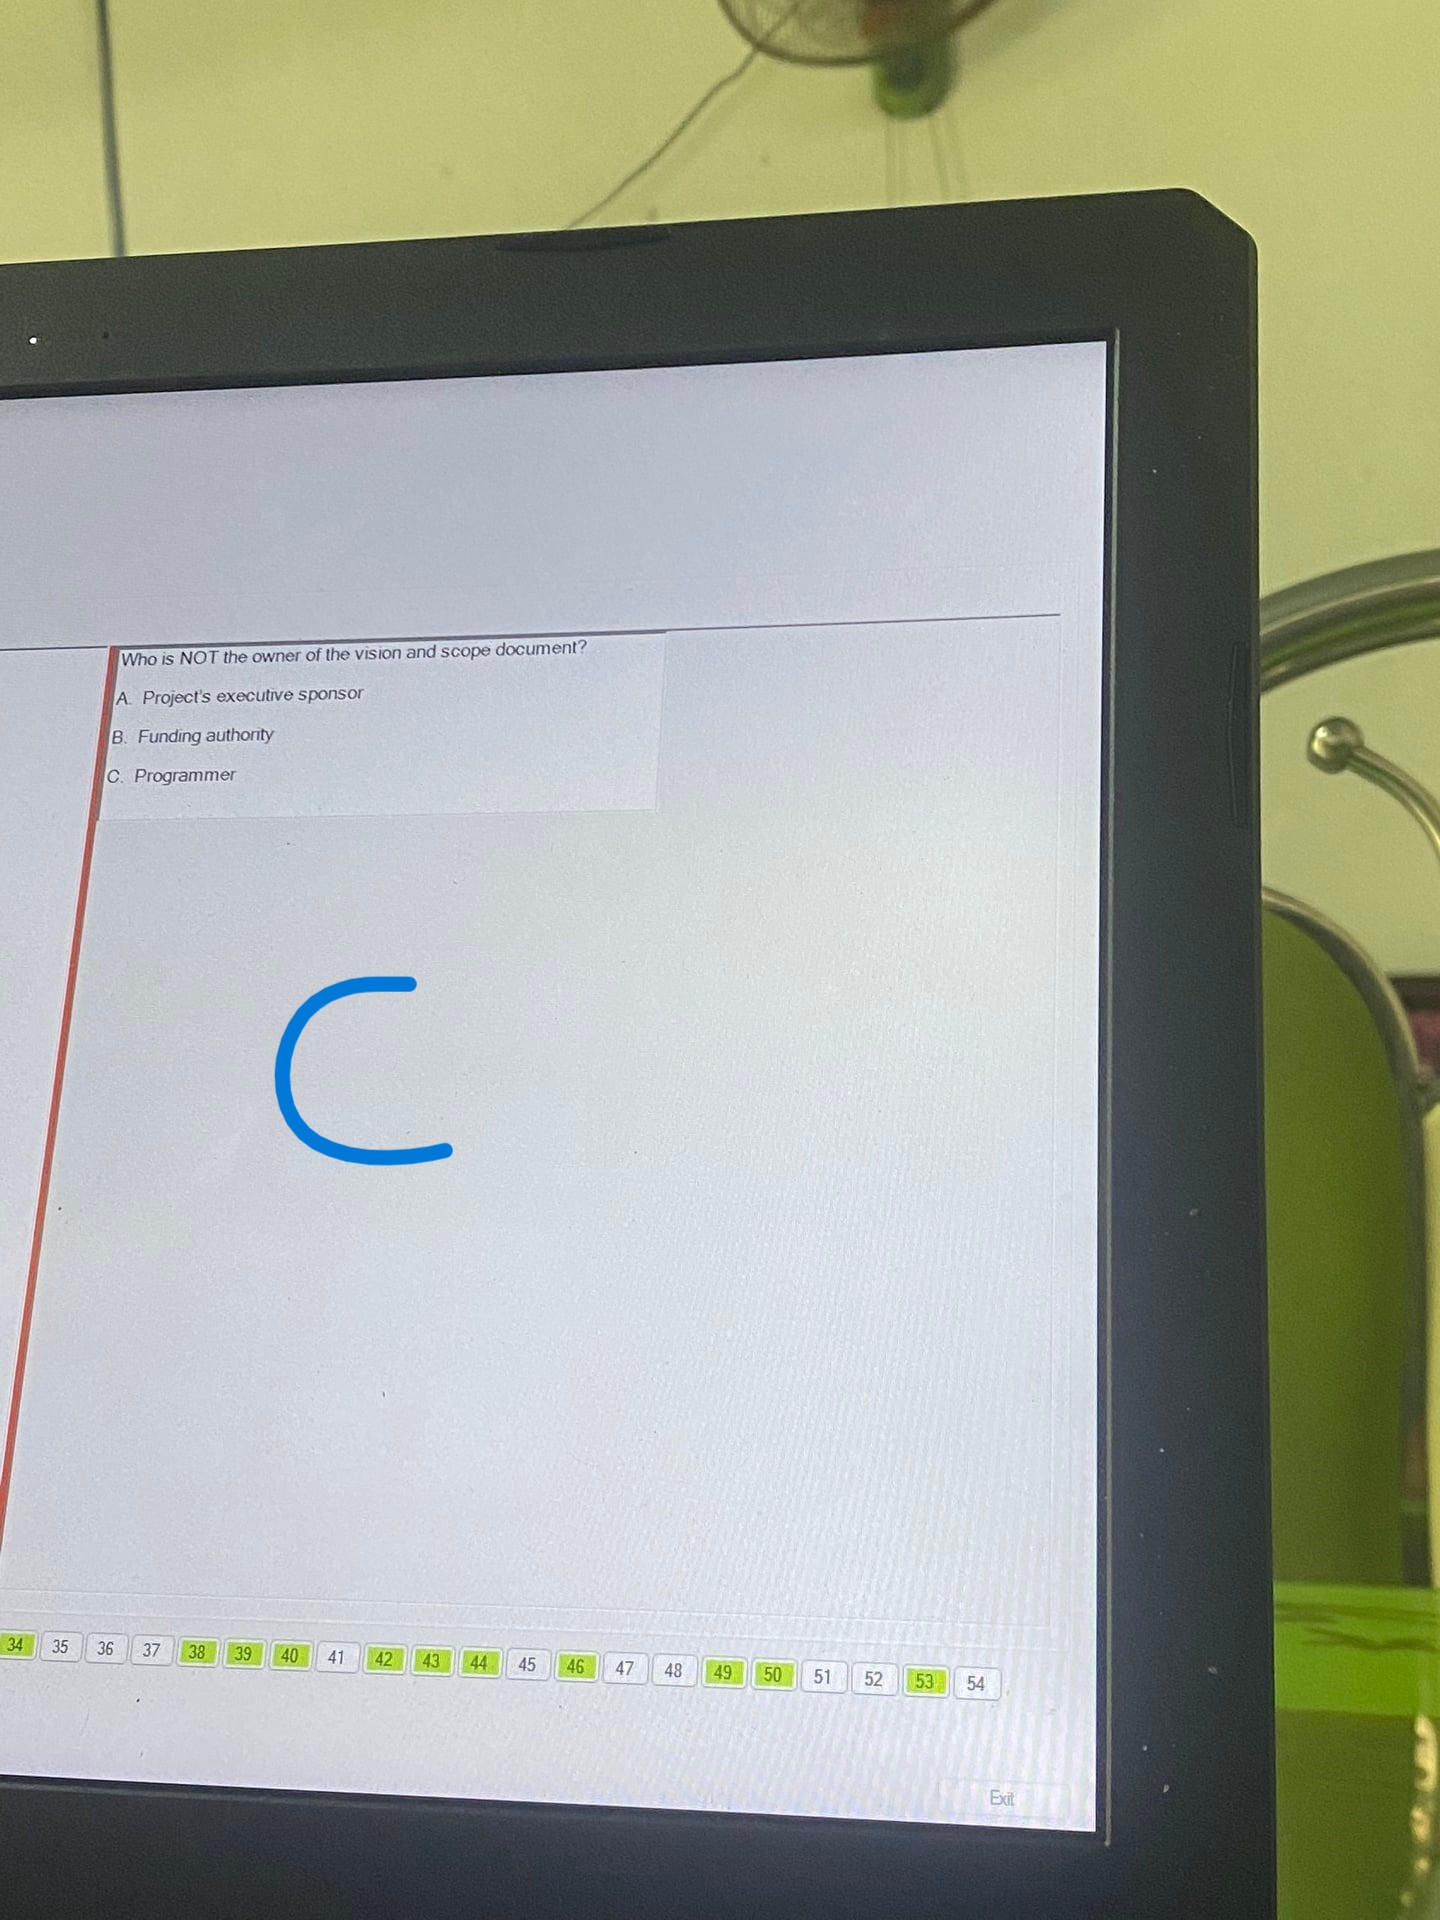 Who is NOT the owner of the vision and scope document?
A. Project's executive sponsor
B. Funding authority
C. Programmer
C
34 35 36 37 38 39 40 41 42 43 44 45 46 47 48 49 50 51 52 53 54
Exit